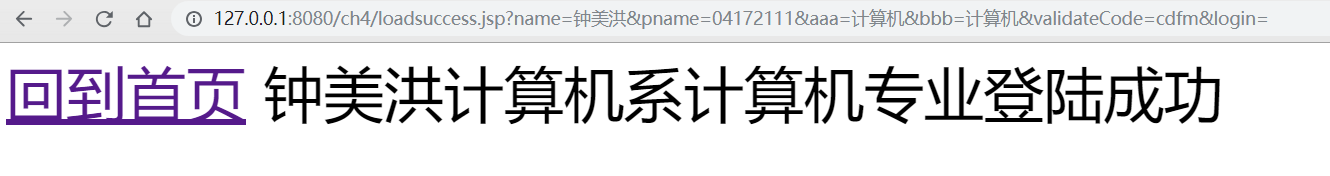 127.0.0.1:8080/ch4/loadsuccess.jsp?name=钟美洪&pname=04172111&aaa=计算机&bbb=计算机&validateCode=cdfm&login=
回到首页 钟美洪计算机系计算机专业登陆成功